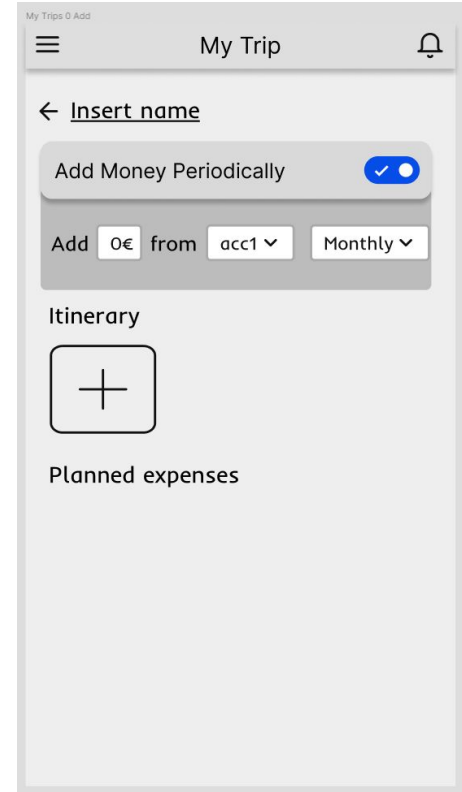 My Trips 0 Add
My Trip
Insert name
Add Money Periodically
Add 0€ from acc1 Monthly
Itinerary
Planned expenses